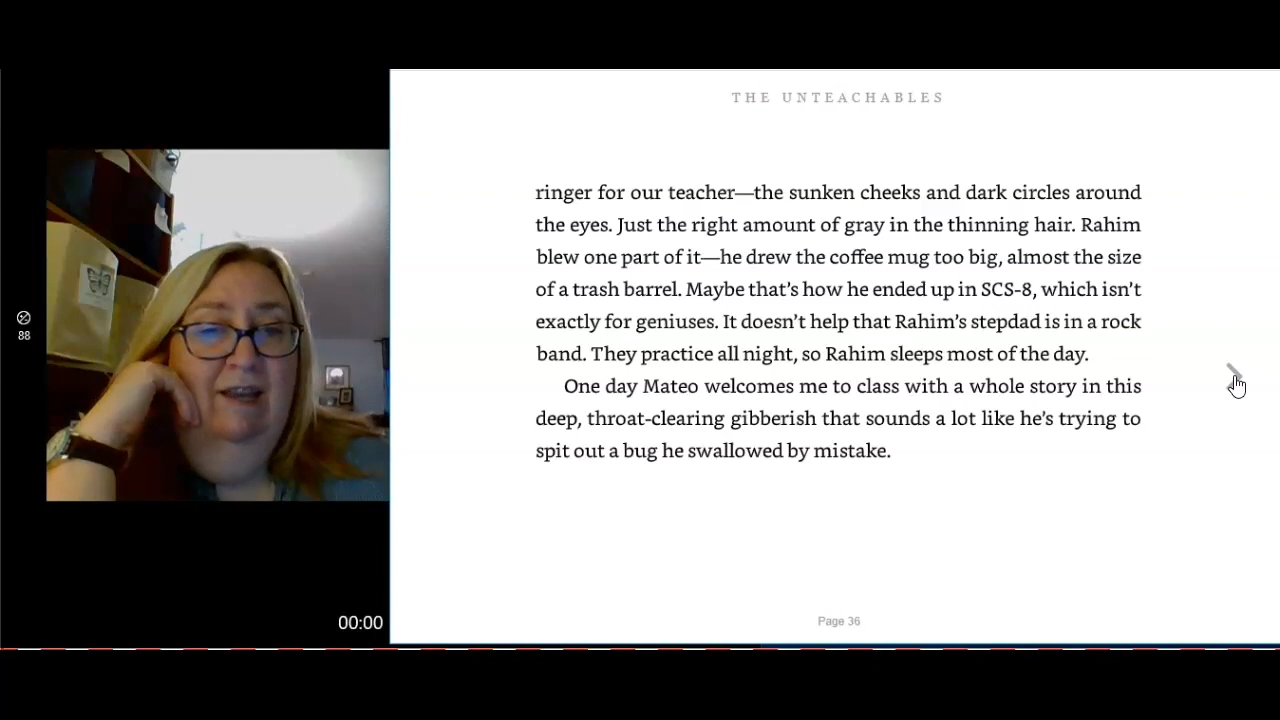 THE UNTEACHABLES
ringer for our teacher—the sunken cheeks and dark circles around
the eyes. Just the right amount of gray in the thinning hair. Rahim
blew one part of it—he drew the coffee mug too big, almost the size
of a trash barrel. Maybe that’s how he ended up in SCS-8, which isn’t
exactly for geniuses. It doesn’t help that Rahim’s stepdad is in a rock
band. They practice all night, so Rahim sleeps most of the day.
One day Mateo welcomes me to class with a whole story in this
deep, throat-clearing gibberish that sounds a lot like he’s trying to
spit out a bug he swallowed by mistake.
Page 36
88
00:00